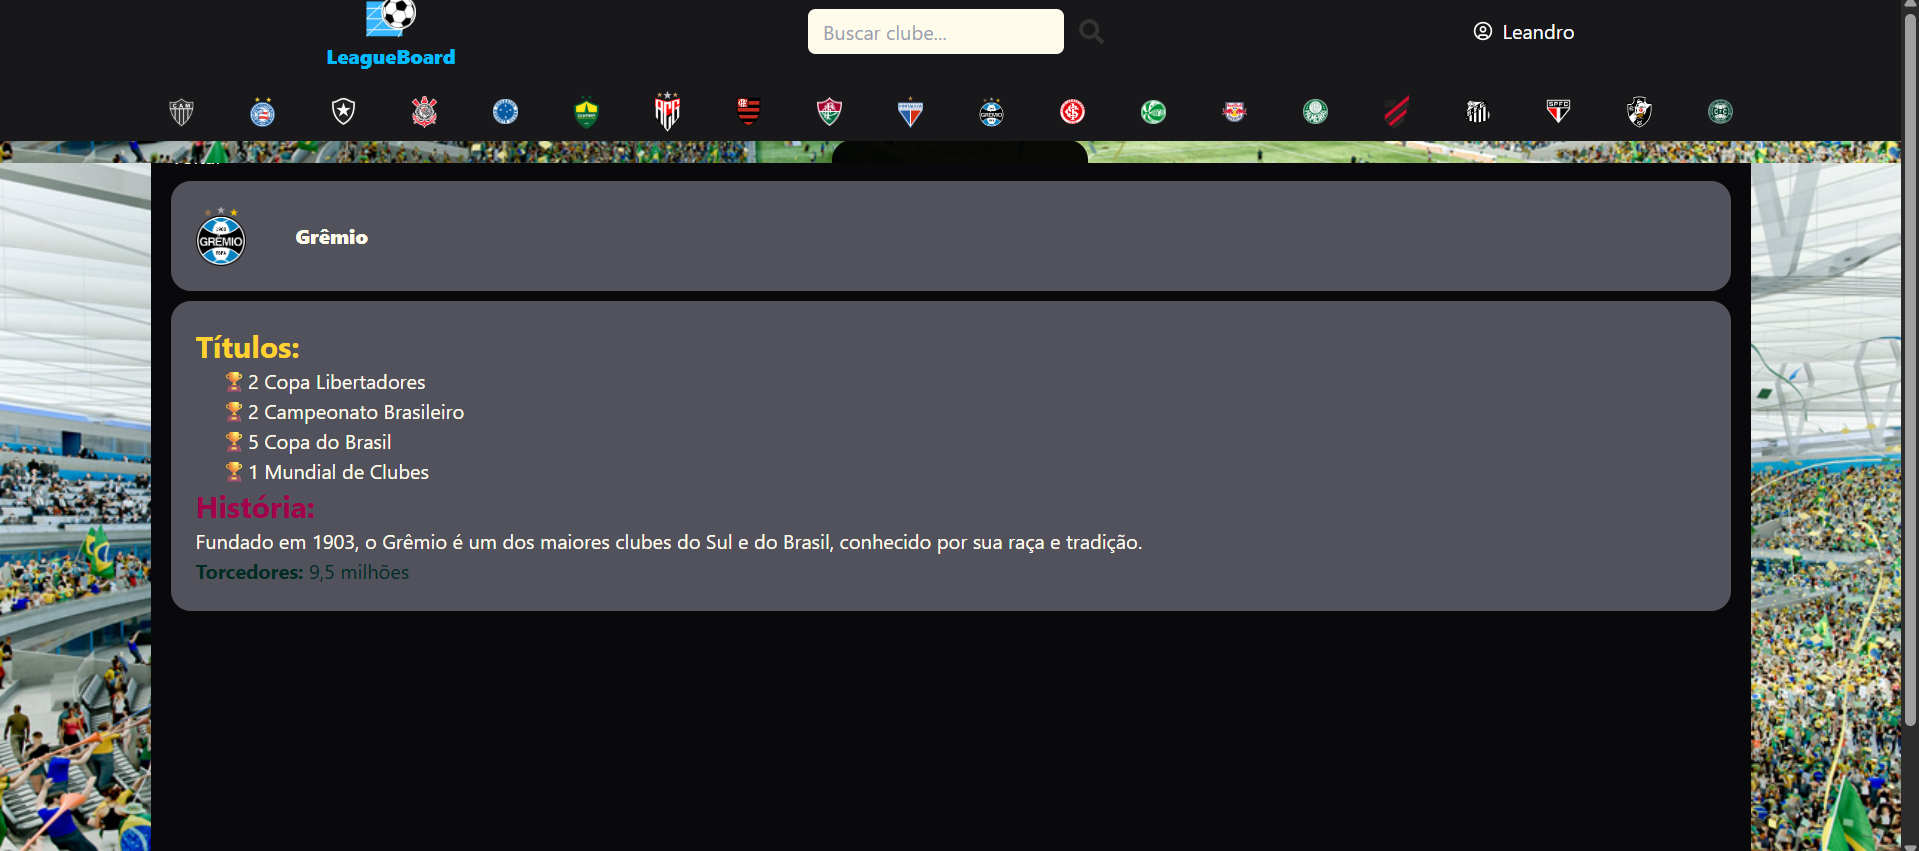 LeagueBoard
Buscar clube...
Leandro
Grêmio
Títulos:
2 Copa Libertadores
2 Campeonato Brasileiro
5 Copa do Brasil
1 Mundial de Clubes
História:
Fundado em 1903, o Grêmio é um dos maiores clubes do Sul e do Brasil, conhecido por sua raça e tradição.
Torcedores: 9,5 milhões